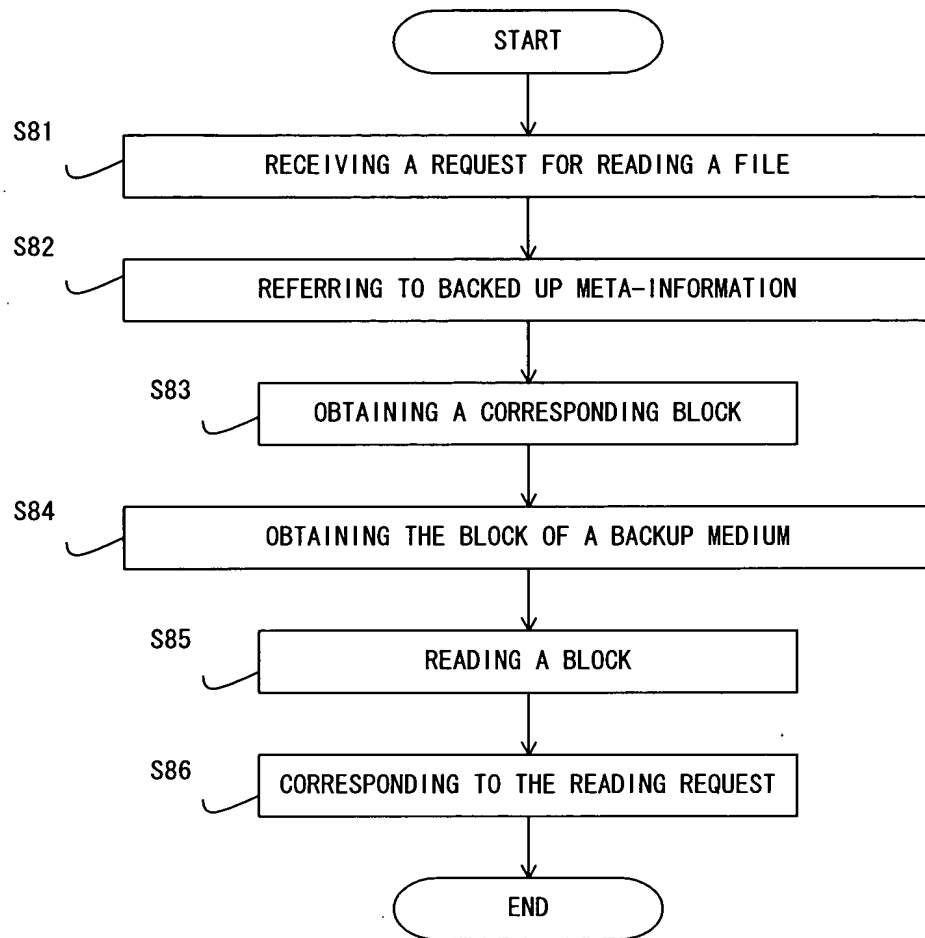 START
S81
RECEIVING A REQUEST FOR READING A FILE
S82
REFERRING TO BACKED UP META-INFORMATION
S83
OBTAINING A CORRESPONDING BLOCK
S84
OBTAINING THE BLOCK OF A BACKUP MEDIUM
S85
READING A BLOCK
S86
CORRESPONDING TO THE READING REQUEST
END